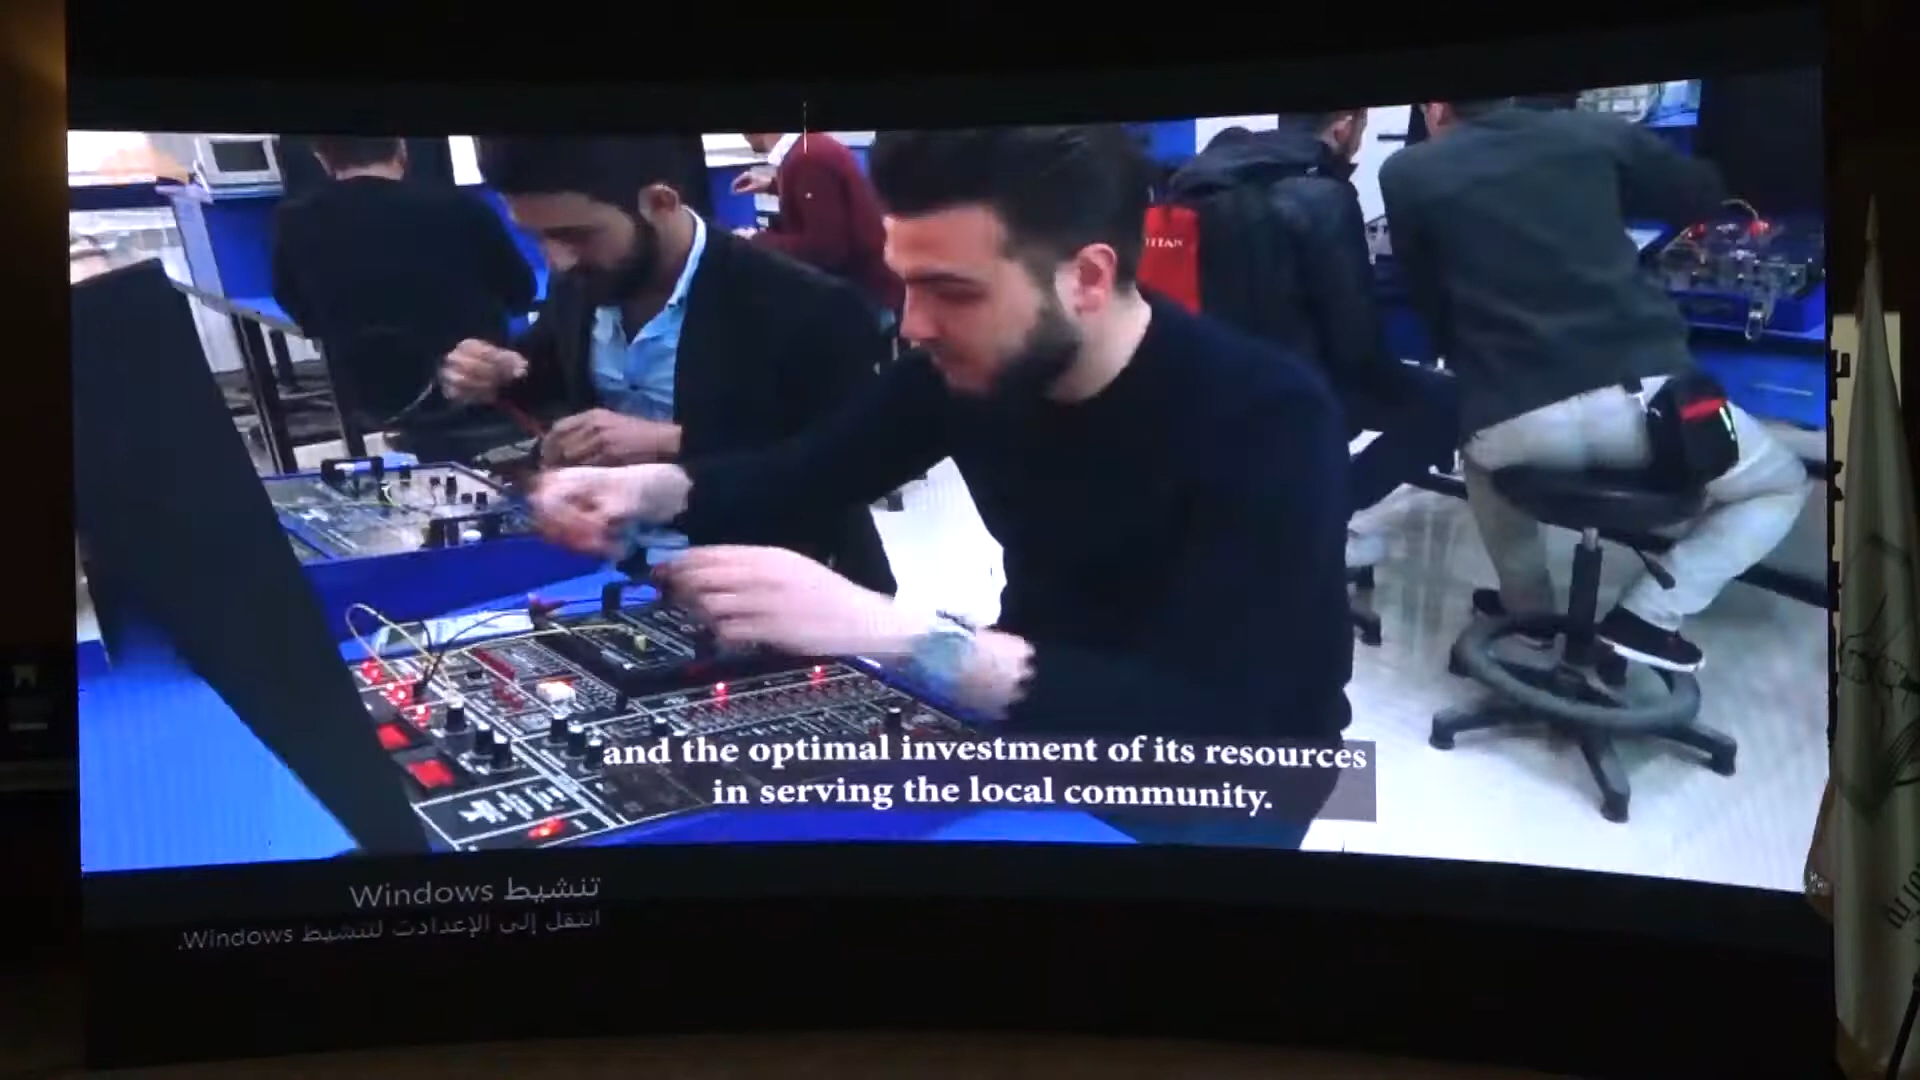 TITAN
and the optimal investment of its resources
in serving the local community.
تنشيط Windows
انتقل إلى الإعدادات لتنشيط Windows.